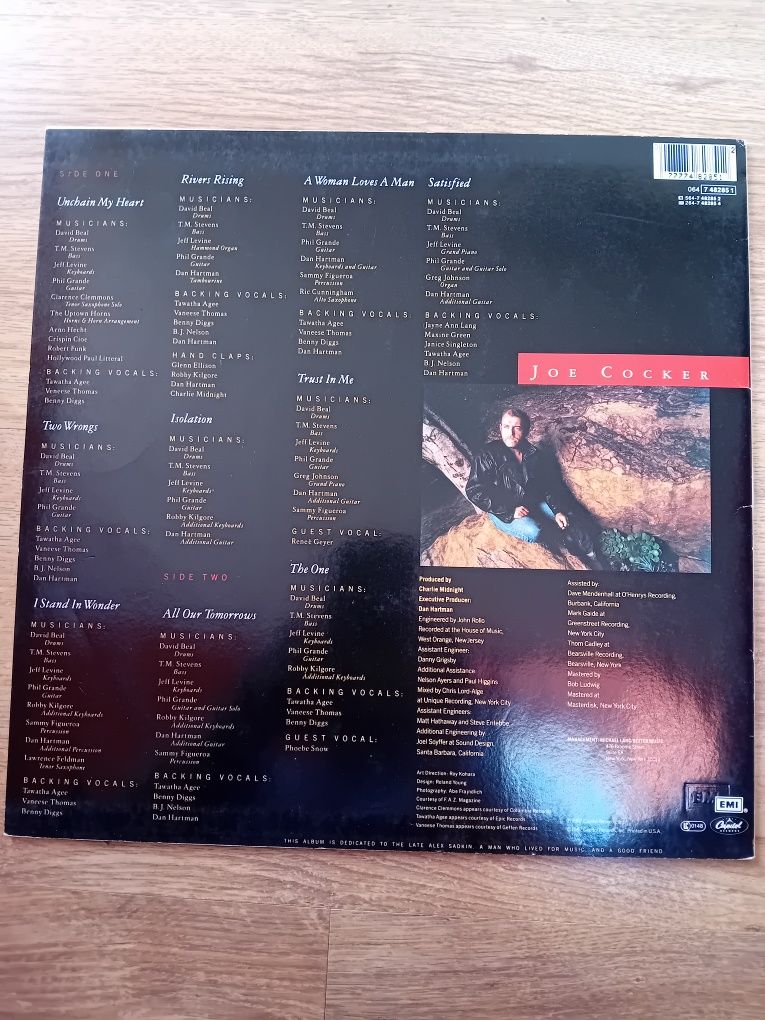 SIDE ONE
Unchain My Heart
MUSICIANS:
David Beal
Drums
T.M. Stevens
Bass
Jeff Levine
Keyboards
Phil Grande
Guitar
Clarence Clemmons
Tenor Saxophone Solo
The Uptown Horns
Horns & Horn Arrangement
Arno Hecht
Crispin Cioe
Robert Funk
Hollywood Paul Litteral
BACKING VOCALS:
Tawatha Agee
Vaneese Thomas
Benny Diggs
Two Wrongs
MUSICIANS:
David Beal
Drums
T.M. Stevens
Bass
Jeff Levine
Keyboards
Phil Grande
Guitar
BACKING VOCALS:
Tawatha Agee
Vaneese Thomas
Benny Diggs
B.J. Nelson
Dan Hartman
I Stand In Wonder
MUSICIANS:
David Beal
Drums
T.M. Stevens
Bass
Jeff Levine
Keyboards
Phil Grande
Guitar
Robby Kilgore
Additional Keyboards
Sammy Figueroa
Percussion
Dan Hartman
Additional Percussion
Lawrence Feldman
Tenor Saxophone
BACKING VOCALS:
Tawatha Agee
Vaneese Thomas
Benny Diggs
Rivers Rising
MUSICIANS:
David Beal
Drums
T.M. Stevens
Bass
Jeff Levine
Hammond Organ
Phil Grande
Guitar
Dan Hartman
Tambourine
BACKING VOCALS:
Tawatha Agee
Vaneese Thomas
Benny Diggs
B.J. Nelson
Dan Hartman
HAND CLAPS:
Glenn Ellison
Robby Kilgore
Dan Hartman
Charlie Midnight
Isolation
MUSICIANS:
David Beal
Drums
T.M. Stevens
Bass
Jeff Levine
Keyboards
Phil Grande
Guitar
Robby Kilgore
Additional Keyboards
Dan Hartman
Additional Guitar
SIDE TWO
All Our Tomorrows
MUSICIANS:
David Beal
Drums
T.M. Stevens
Bass
Jeff Levine
Keyboards
Phil Grande
Guitar and Guitar Solo
Robby Kilgore
Additional Keyboards
Dan Hartman
Additional Guitar
Sammy Figueroa
Percussion
BACKING VOCALS:
Tawatha Agee
Benny Diggs
B.J. Nelson
Dan Hartman
A Woman Loves A Man
MUSICIANS:
David Beal
Drums
T.M. Stevens
Bass
Phil Grande
Guitar
Dan Hartman
Keyboards and Guitar
Sammy Figueroa
Percussion
Ric Cunningham
Alto Saxophone
BACKING VOCALS:
Tawatha Agee
Vaneese Thomas
Benny Diggs
Dan Hartman
Trust In Me
MUSICIANS:
David Beal
Drums
T.M. Stevens
Bass
Jeff Levine
Keyboards
Phil Grande
Guitar
Greg Johnson
Grand Piano
Dan Hartman
Additional Guitar
Sammy Figueroa
Percussion
GUEST VOCAL:
Reneè Geyer
The One
MUSICIANS:
David Beal
Drums
T.M. Stevens
Bass
Jeff Levine
Keyboards
Phil Grande
Guitar
Robby Kilgore
Additional Keyboards
BACKING VOCALS:
Tawatha Agee
Vaneese Thomas
Benny Diggs
GUEST VOCAL:
Phoebe Snow
Satisfied
MUSICIANS:
David Beal
Drums
T.M. Stevens
Bass
Jeff Levine
Grand Piano
Phil Grande
Guitar and Guitar Solo
Greg Johnson
Organ
Dan Hartman
Additional Guitar
BACKING VOCALS:
Jayne Ann Lang
Maxine Green
Janice Singleton
Tawatha Agee
B.J. Nelson
Dan Hartman
2
77774 82851
064 7 48285 1
564-7 48285 2
264-7 48285 4
JOE COCKER
Produced by
Charlie Midnight
Executive Producer:
Dan Hartman
Engineered by John Rollo
Recorded at the House of Music,
West Orange, New Jersey
Assistant Engineer:
Danny Grigsby
Additional Assistance:
Nelson Ayers and Paul Higgins
Mixed by Chris Lord-Alge
at Unique Recording, New York City
Assistant Engineers:
Matt Hathaway and Steve Entebbe
Additional Engineering by
Joel Soyffer at Sound Design,
Santa Barbara, California
Assisted by:
Dave Mendenhall at O'Henrys Recording,
Burbank, California
Mark Gaide at
Greenstreet Recording,
New York City
Thom Cadley at
Bearsville Recording,
Bearsville, New York
Mastered by
Bob Ludwig
Mastered at
Masterdisk, New York City
Art Direction: Roy Kohara
Design: Roland Young
Photography: Abe Frajndlich
Courtesy of F.A.Z. Magazine
Clarence Clemmons appears courtesy of Columbia Records
Tawatha Agee appears courtesy of Epic Records
Vaneese Thomas appears courtesy of Geffen Records
Records, Inc. Printed in U.S.A.
EMI
EMI
0148
Capitol
THIS ALBUM IS DEDICATED TO THE LATE ALEX SADKIN, A MAN WHO LIVED FOR MUSIC, AND A GOOD FRIEND.